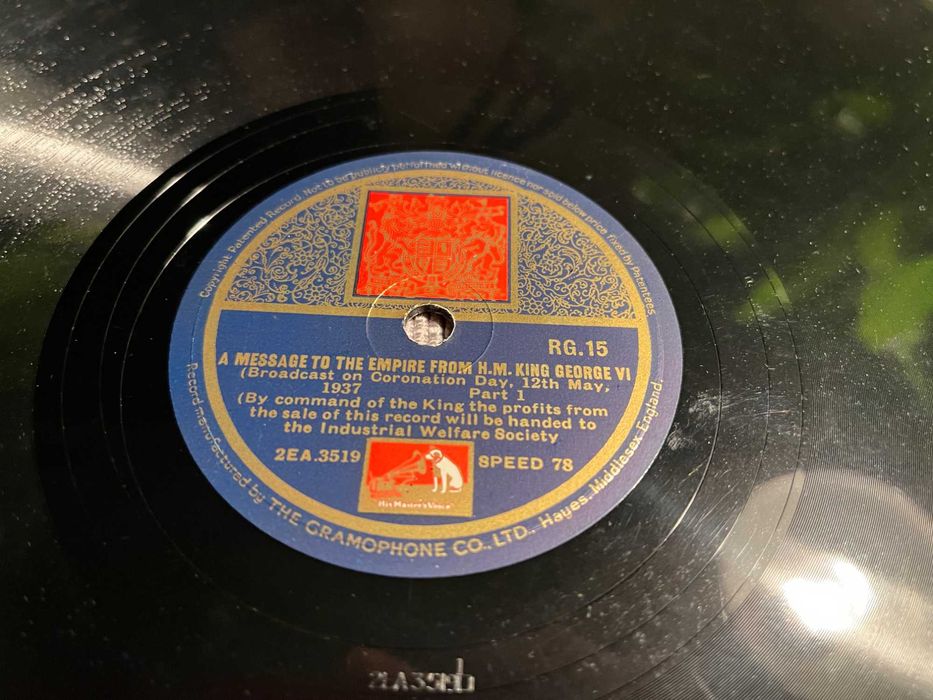 Copyright. Patented Record Not to be publicly performed without licence nor sold below price fixed by Patentees.
RG.15
A MESSAGE TO THE EMPIRE FROM H.M. KING GEORGE VI
(Broadcast on Coronation Day, 12th May,
1937 Part 1
(By command of the King the profits from
the sale of this record will be handed to
the Industrial Welfare Society
2EA.3519 SPEED 78
"His Master's Voice"
Record manufactured by THE GRAMOPHONE CO., LTD., Hayes, Middlesex, England.